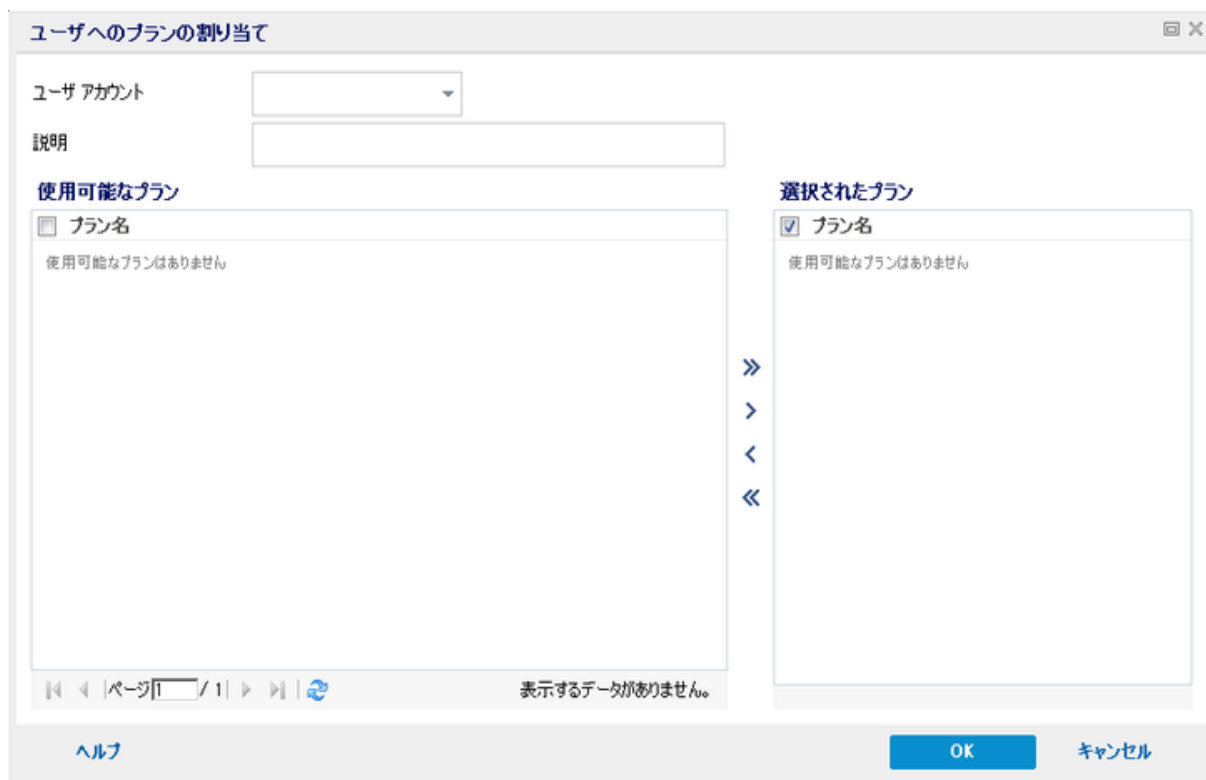 ユーザへのプランの割り当て
ユーザ アカウント
説明
使用可能なプラン
プラン名
使用可能なプランはありません
選択されたプラン
プラン名
使用可能なプランはありません
ページ 1 / 1
表示するデータがありません。
ヘルプ
OK
キャンセル